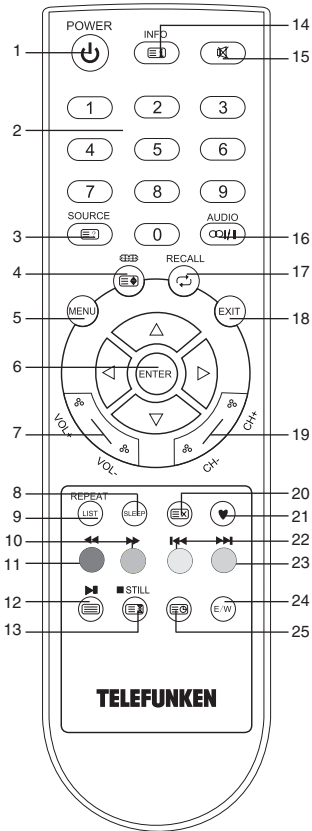 POWER
INFO
14
1
15
1 2 3
2
4 5 6
7 8 9
SOURCE
AUDIO
3
0
16
RECALL
4
17
5
MENU
EXIT
18
6
ENTER
7
VOL+
VOL-
CH+
CH-
19
8
REPEAT
20
9
LIST
SLEEP
21
10
22
11
23
12
STILL
24
13
E/W
25
TELEFUNKEN